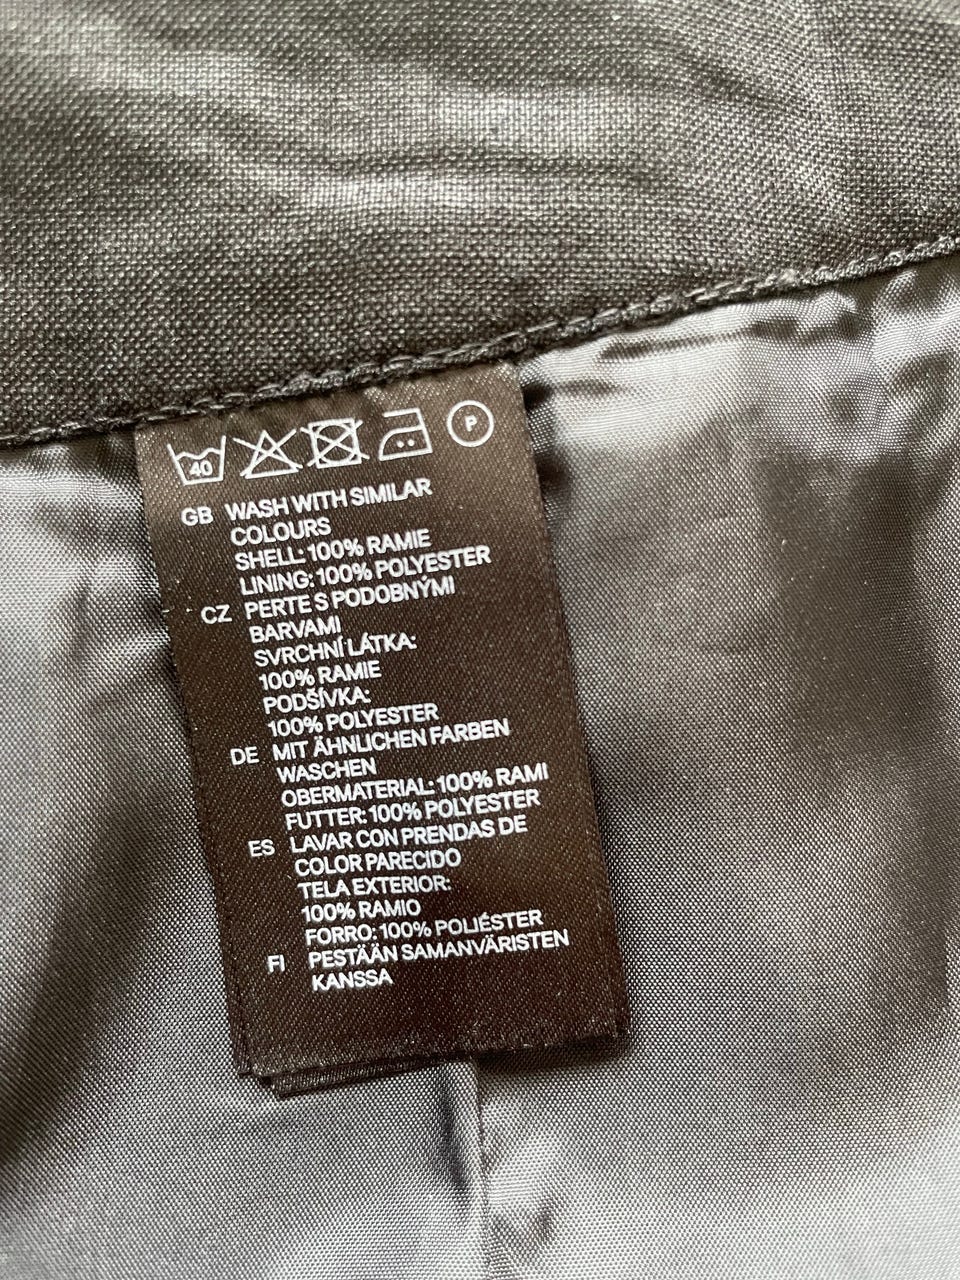 40 P
GB WASH WITH SIMILAR
COLOURS
SHELL: 100% RAMIE
LINING: 100% POLYESTER
CZ PERTE S PODOBNÝMI
BARVAMI
SVRCHNÍ LÁTKA:
100% RAMIE
PODŠÍVKA:
100% POLYESTER
DE MIT ÄHNLICHEN FARBEN
WASCHEN
OBERMATERIAL: 100% RAMI
FUTTER: 100% POLYESTER
ES LAVAR CON PRENDAS DE
COLOR PARECIDO
TELA EXTERIOR:
100% RAMIO
FORRO: 100% POLIÉSTER
FI PESTÄÄN SAMANVÄRISTEN
KANSSA